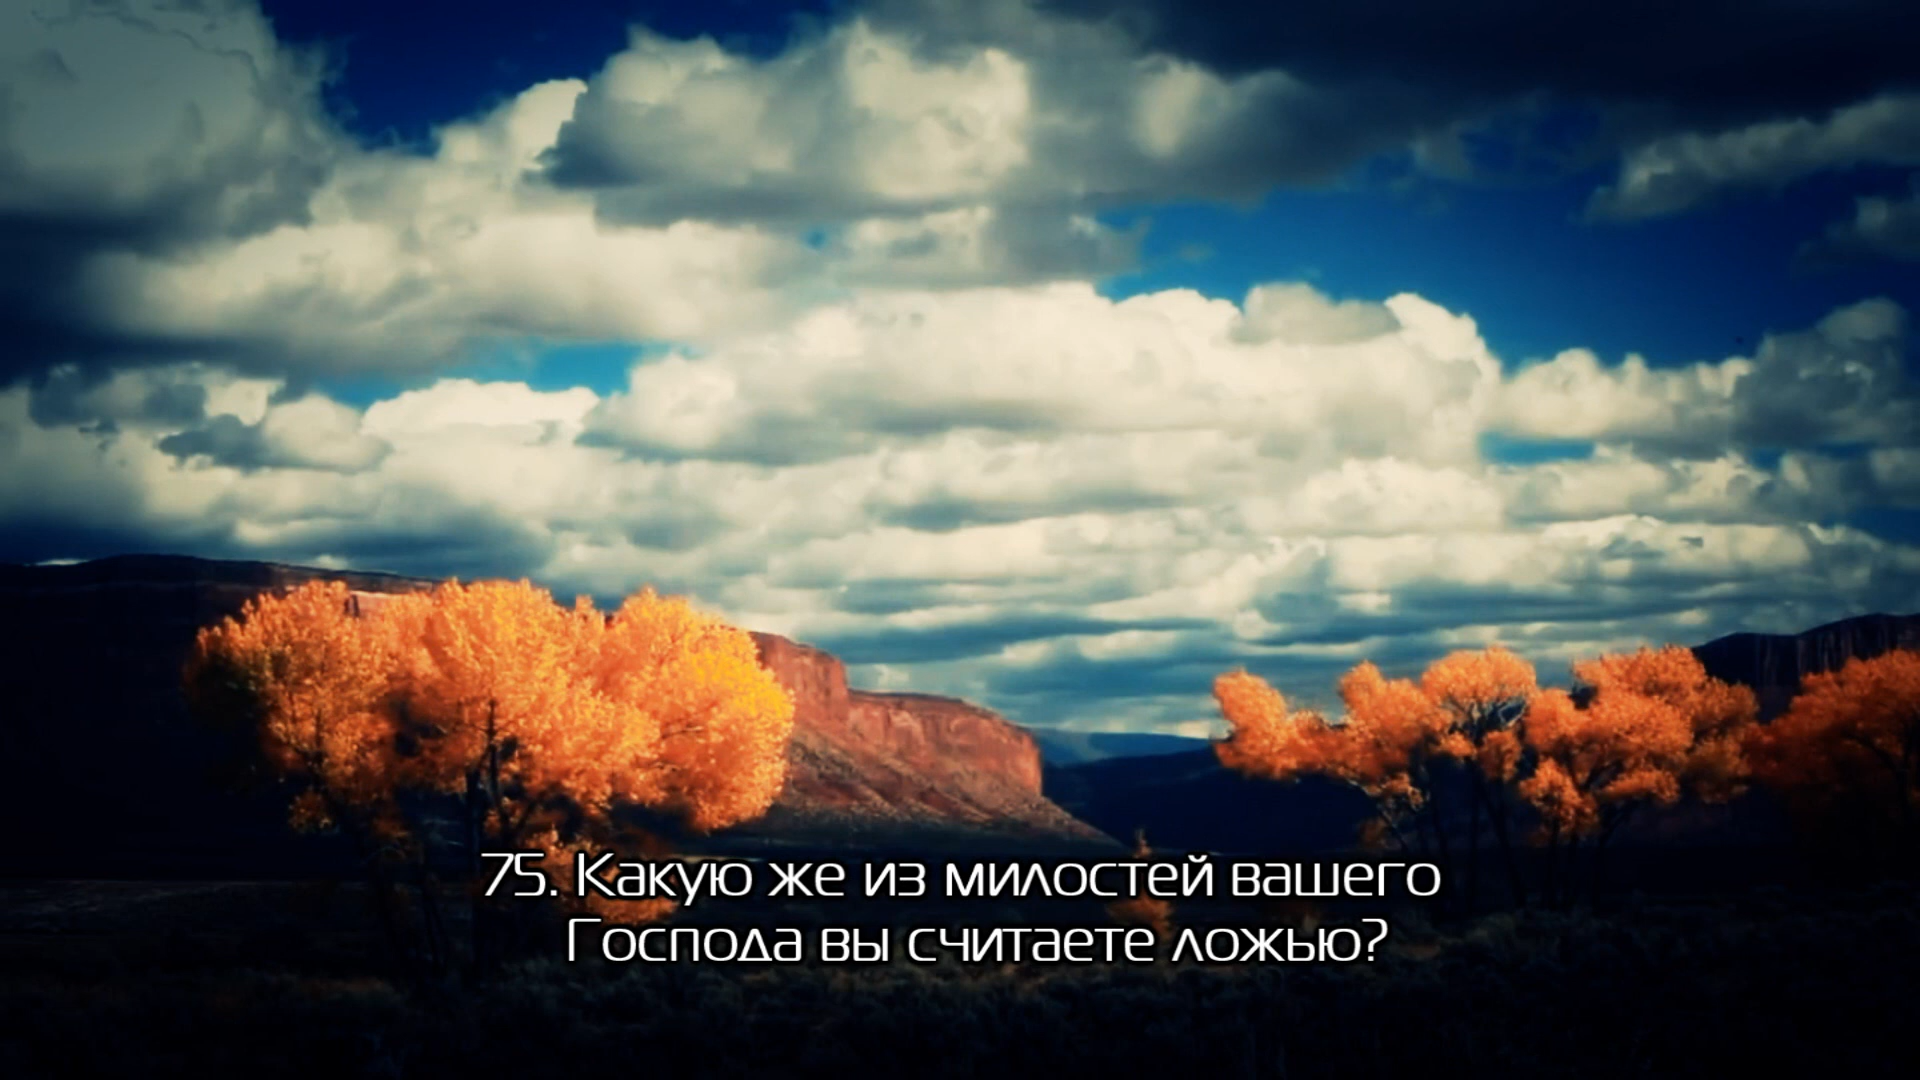 75. Какую же из милостей вашего
Господа вы считаете ложью?